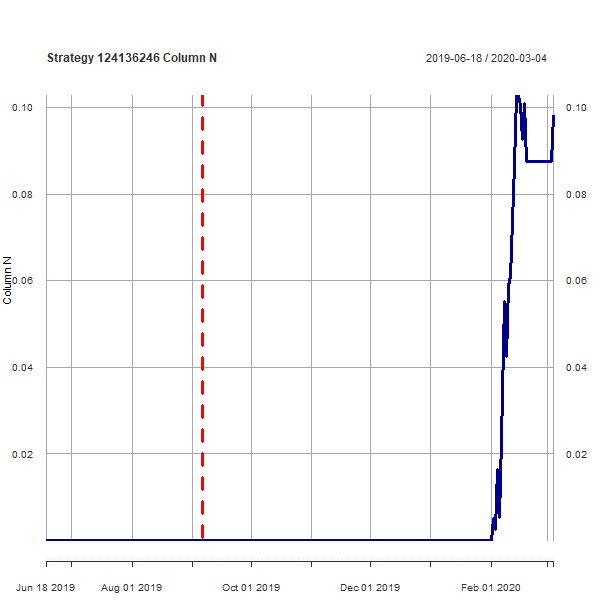 Strategy 124136246 Column N
2019-06-18 / 2020-03-04
0.10
0.10
0.08
0.08
Column N
0.06
0.06
0.04
0.04
0.02
0.02
Jun 18 2019
Aug 01 2019
Oct 01 2019
Dec 01 2019
Feb 01 2020